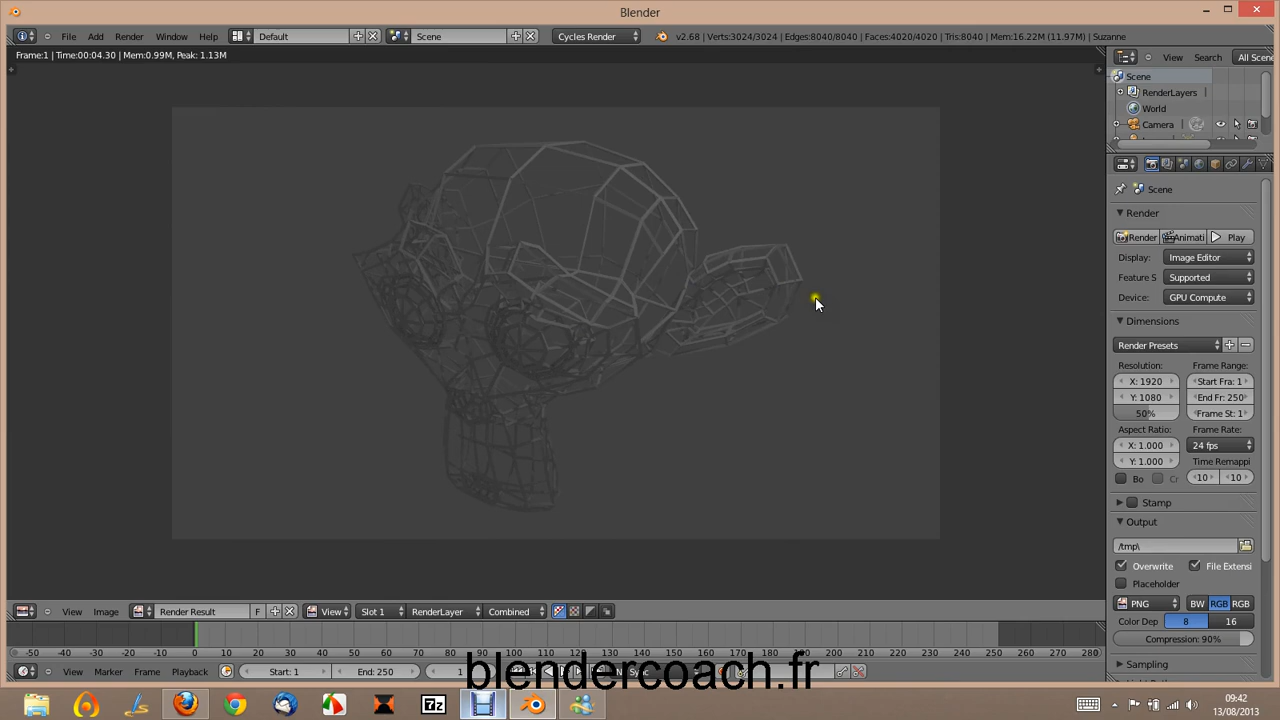 Blender
File Add Render Window Help Default Scene Cycles Render v2.68 | Verts:3024/3024 | Edges:8040/8040 | Faces:4020/4020 | Tris:8040 | Mem:16.22M (11.97M) | Suzanne
Frame:1 | Time:00:04.30 | Mem:0.99M, Peak: 1.13M
View Search All Scene
Scene
RenderLayers
World
Camera
Scene
Render
Render Animati Play
Display: Image Editor
Feature S Supported
Device: GPU Compute
Dimensions
Render Presets
Resolution: Frame Range:
X: 1920 Start Fra: 1
Y: 1080 End Fr: 250
50% Frame St: 1
Aspect Ratio: Frame Rate:
X: 1.000 24 fps
Y: 1.000 Time Remappi
Bo Cr 10 10
Stamp
Output
/tmp\
Overwrite File Extensi
Placeholder
PNG BW RGB RGB
Color Dep 8 16
Compression: 90%
Sampling
View Image Render Result F View Slot 1 RenderLayer Combined
-50 -40 -30 -20 -10 0 10 20 30 40 50 60 70 80 90 100 110 120 130 140 150 160 170 180 190 200 210 220 230 240 250 260 270 280
View Marker Frame Playback Start: 1 End: 250 1
blendercoach.fr
7z
09:42
13/08/2013